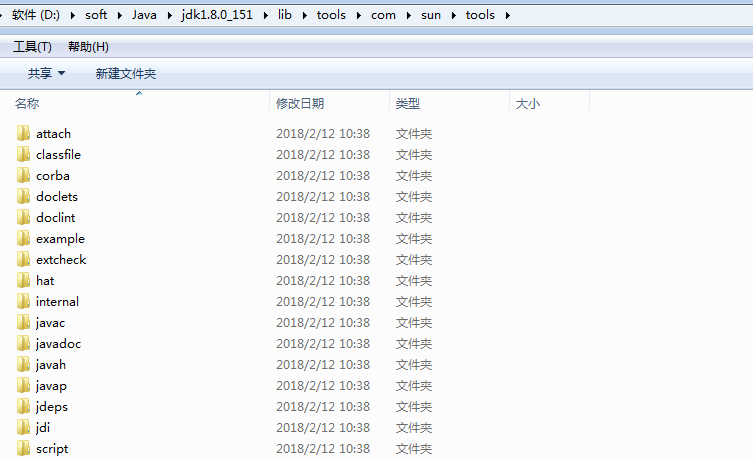 软件 (D:) soft Java jdk1.8.0_151 lib tools com sun tools
工具(T) 帮助(H)
共享 新建文件夹
名称 修改日期 类型 大小
attach 2018/2/12 10:38 文件夹
classfile 2018/2/12 10:38 文件夹
corba 2018/2/12 10:38 文件夹
doclets 2018/2/12 10:38 文件夹
doclint 2018/2/12 10:38 文件夹
example 2018/2/12 10:38 文件夹
extcheck 2018/2/12 10:38 文件夹
hat 2018/2/12 10:38 文件夹
internal 2018/2/12 10:38 文件夹
javac 2018/2/12 10:38 文件夹
javadoc 2018/2/12 10:38 文件夹
javah 2018/2/12 10:38 文件夹
javap 2018/2/12 10:38 文件夹
jdeps 2018/2/12 10:38 文件夹
jdi 2018/2/12 10:38 文件夹
script 2018/2/12 10:38 文件夹